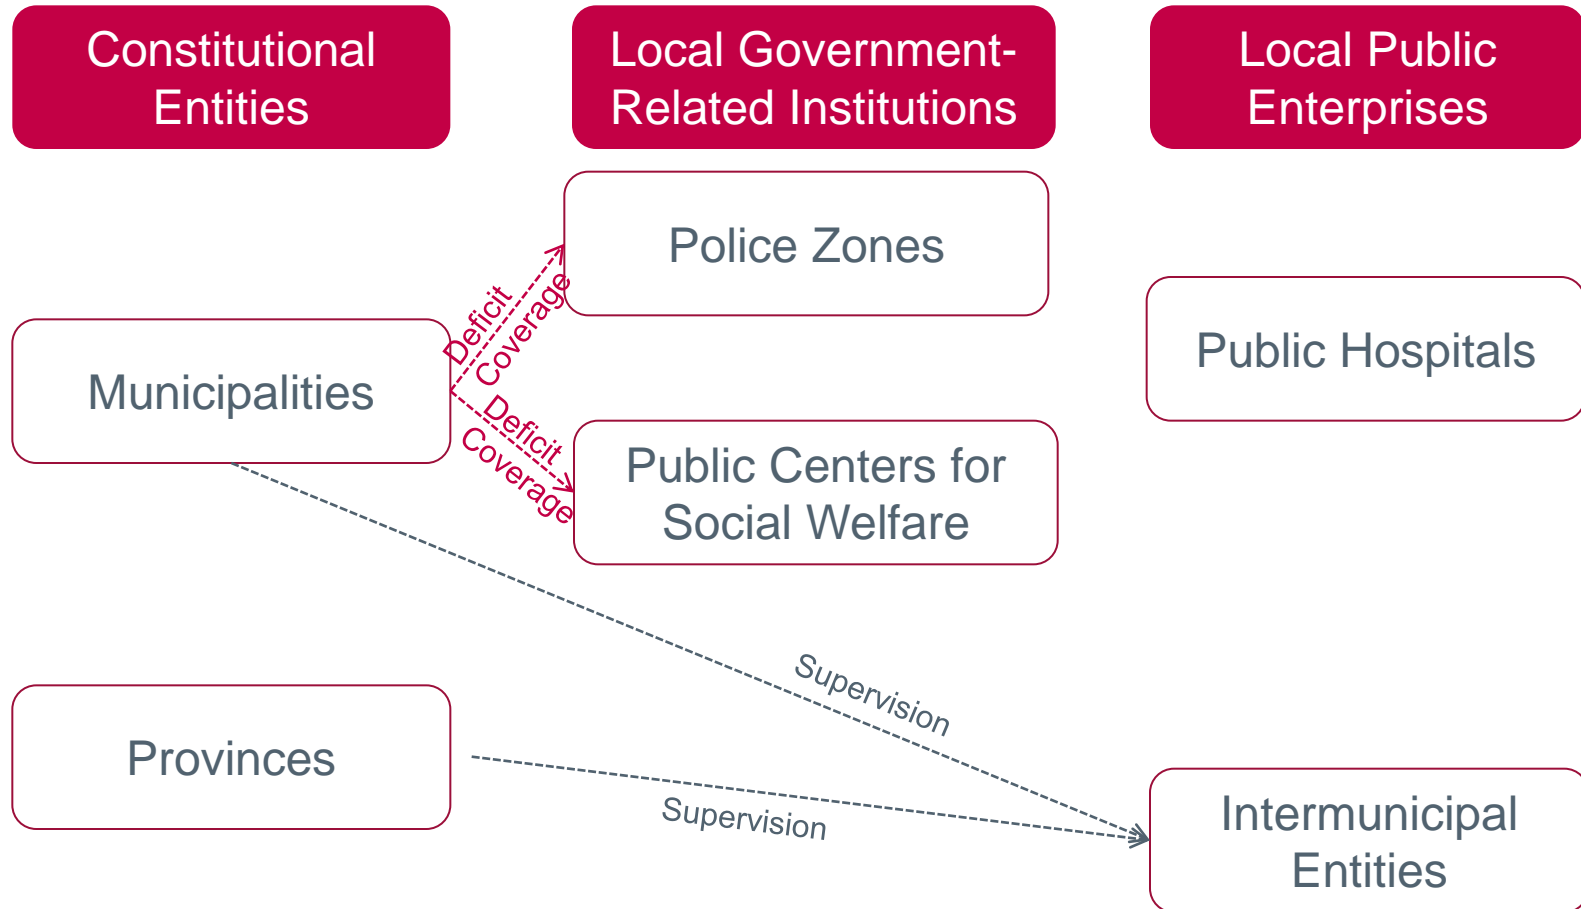 Constitutional
Entities
Local Government-
Related Institutions
Local Public
Enterprises
Police Zones
Deficit
Coverage
Municipalities
Public Hospitals
Deficit
Coverage
Public Centers for
Social Welfare
Supervision
Provinces
Supervision
Intermunicipal
Entities